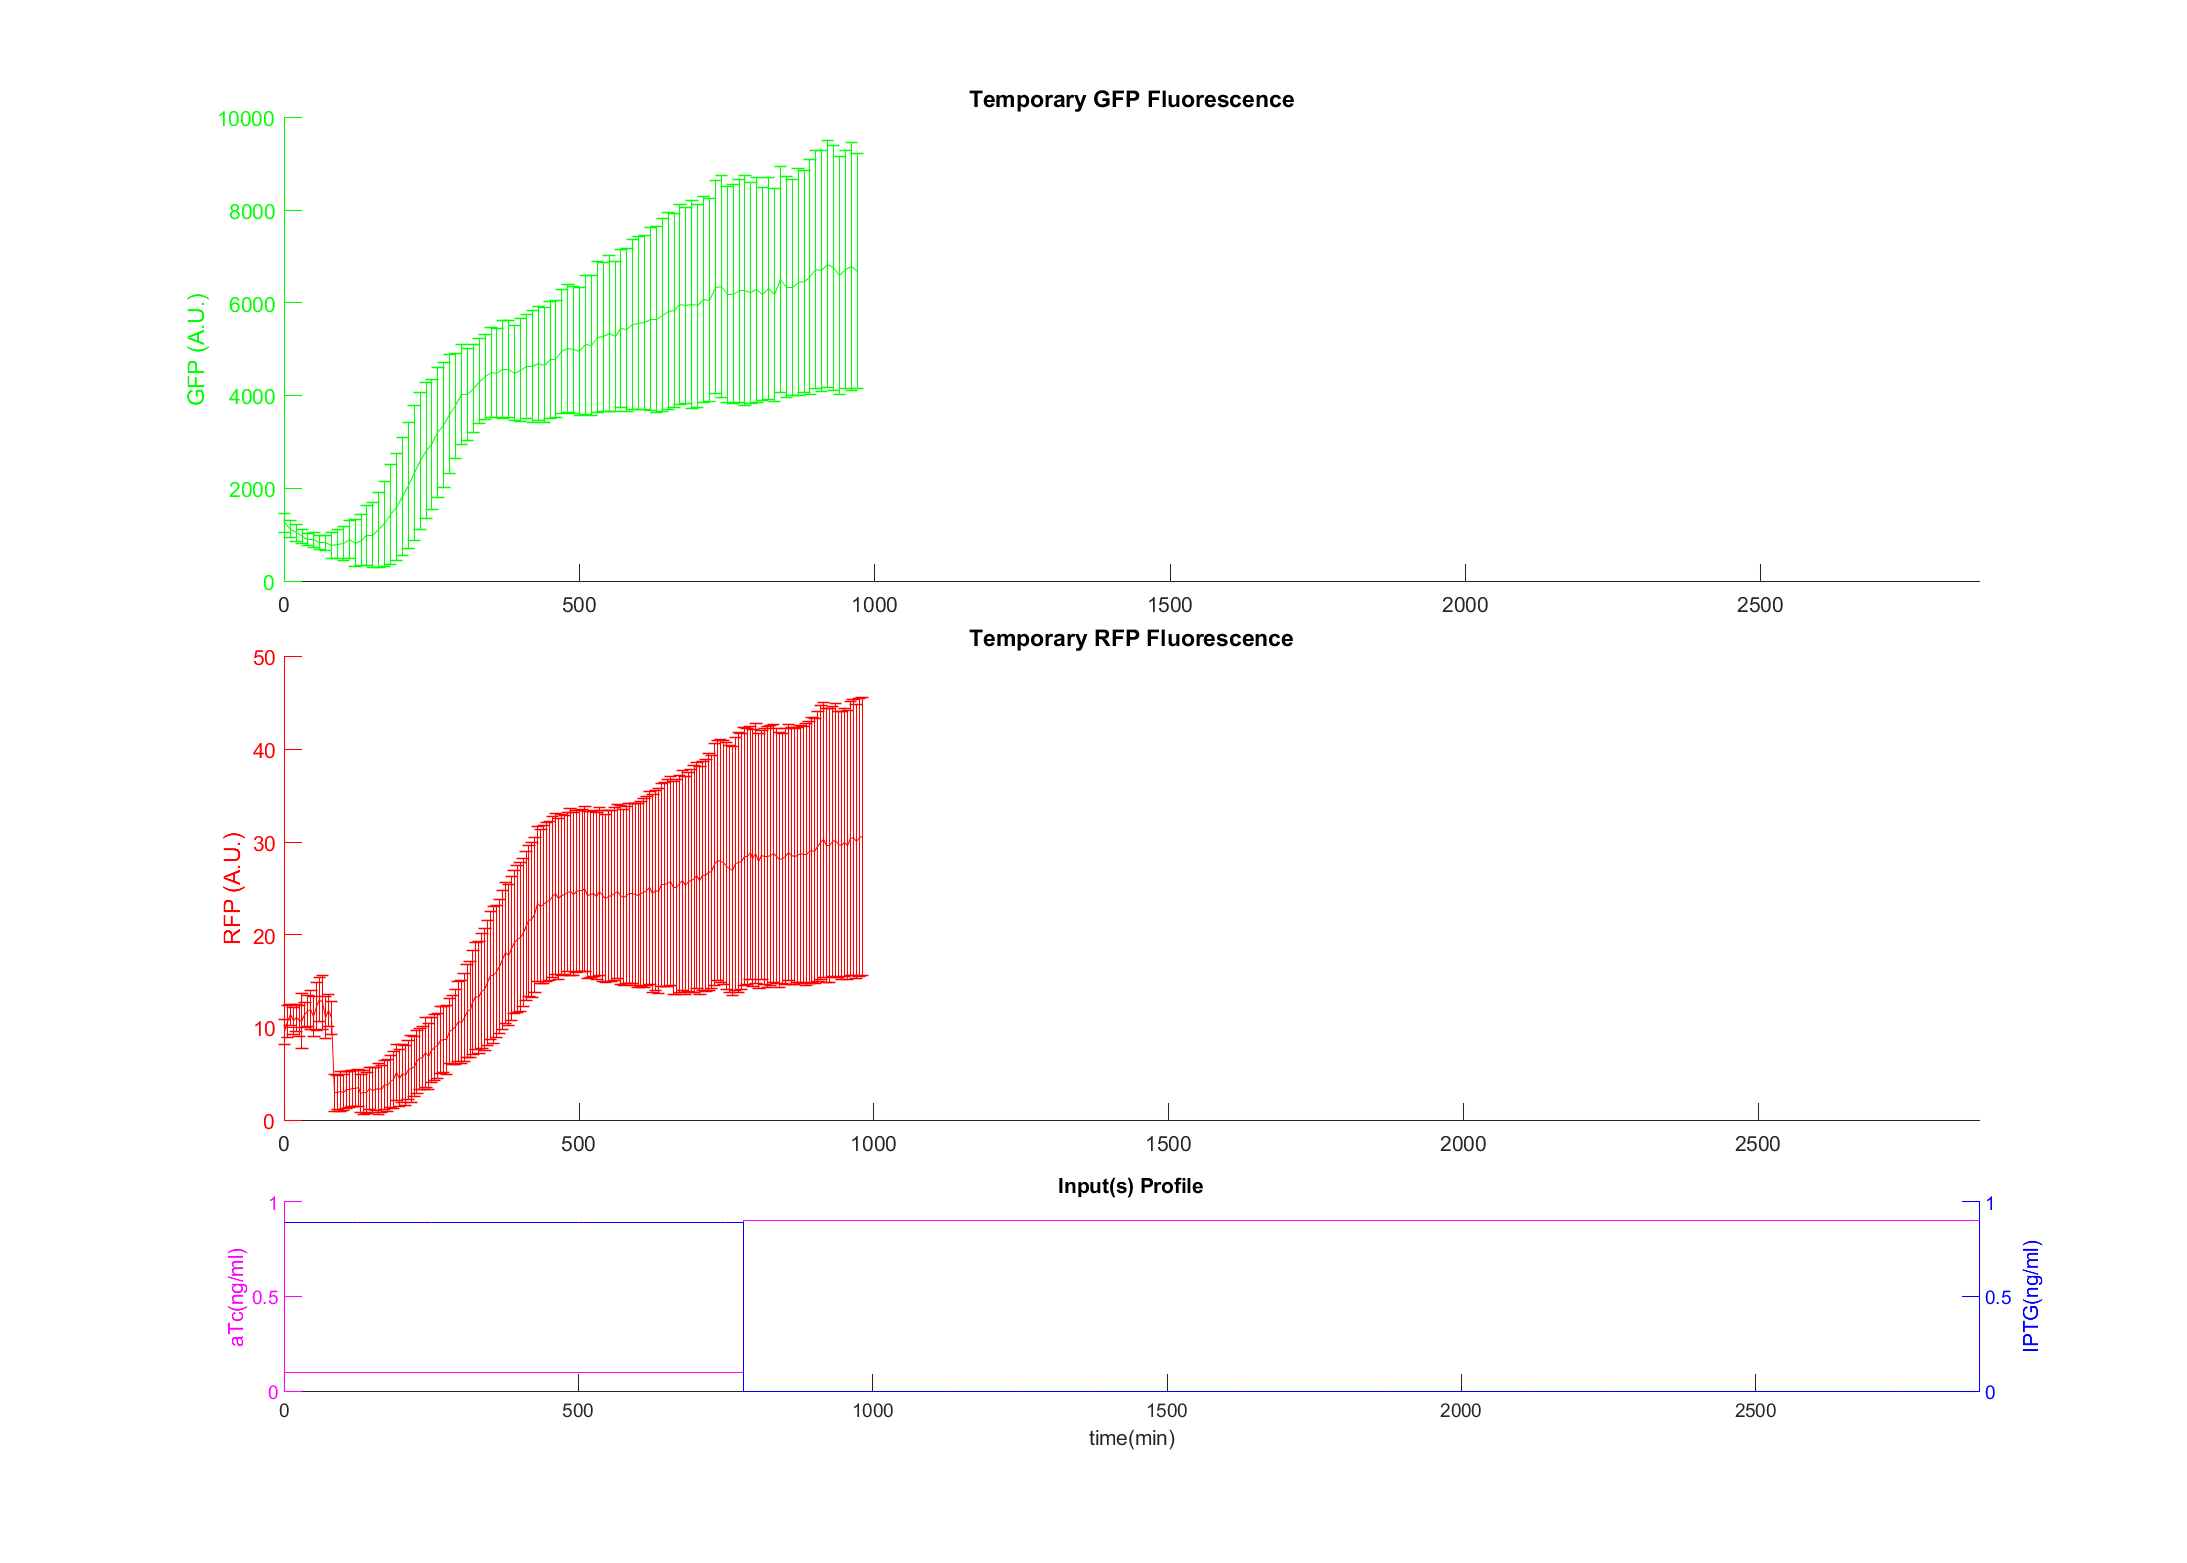 Temporary GFP Fluorescence
10000
8000
6000
4000
2000
0
GFP (A.U.)
0 500 1000 1500 2000 2500
Temporary RFP Fluorescence
50
40
30
20
10
0
RFP (A.U.)
0 500 1000 1500 2000 2500
Input(s) Profile
1
0.5
0
aTc(ng/ml)
1
0.5
0
IPTG(ng/ml)
0 500 1000 1500 2000 2500
time(min)